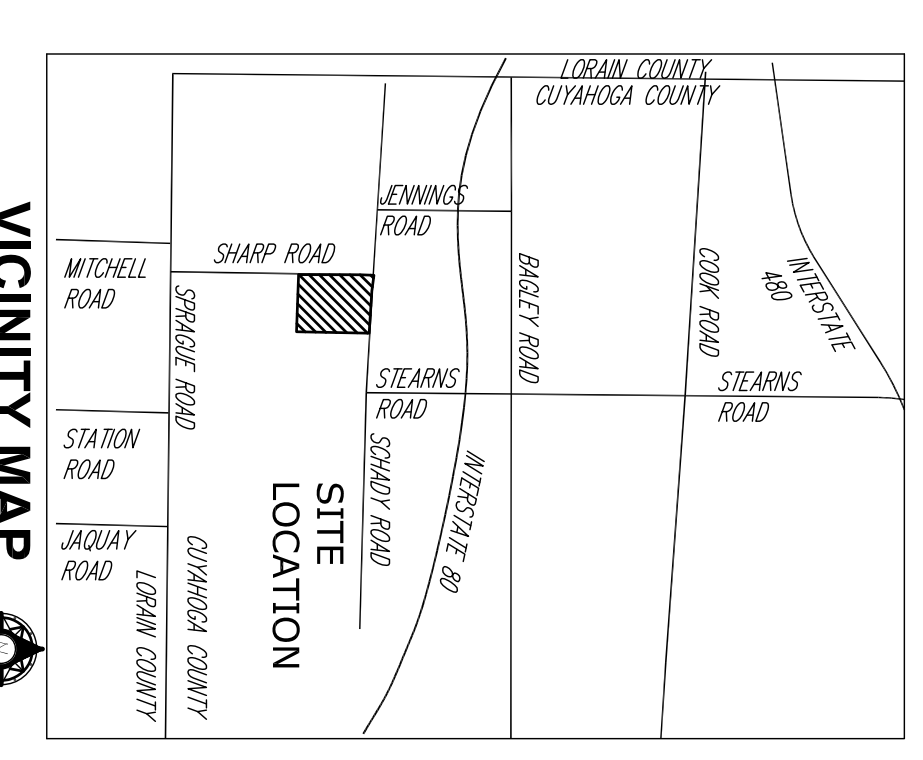 LORAIN COUNTY
CUYAHOGA COUNTY
JENNINGS
ROAD
SHARP ROAD
MITCHELL
ROAD
SPRAGUE ROAD
BAGLEY ROAD
COOK ROAD
INTERSTATE
480
STEARNS
ROAD
STEARNS
ROAD
STATION
ROAD
SCHADY ROAD
INTERSTATE 80
SITE
LOCATION
JAQUAY
ROAD
LORAIN COUNTY
CUYAHOGA COUNTY
VICINITY MAP
N